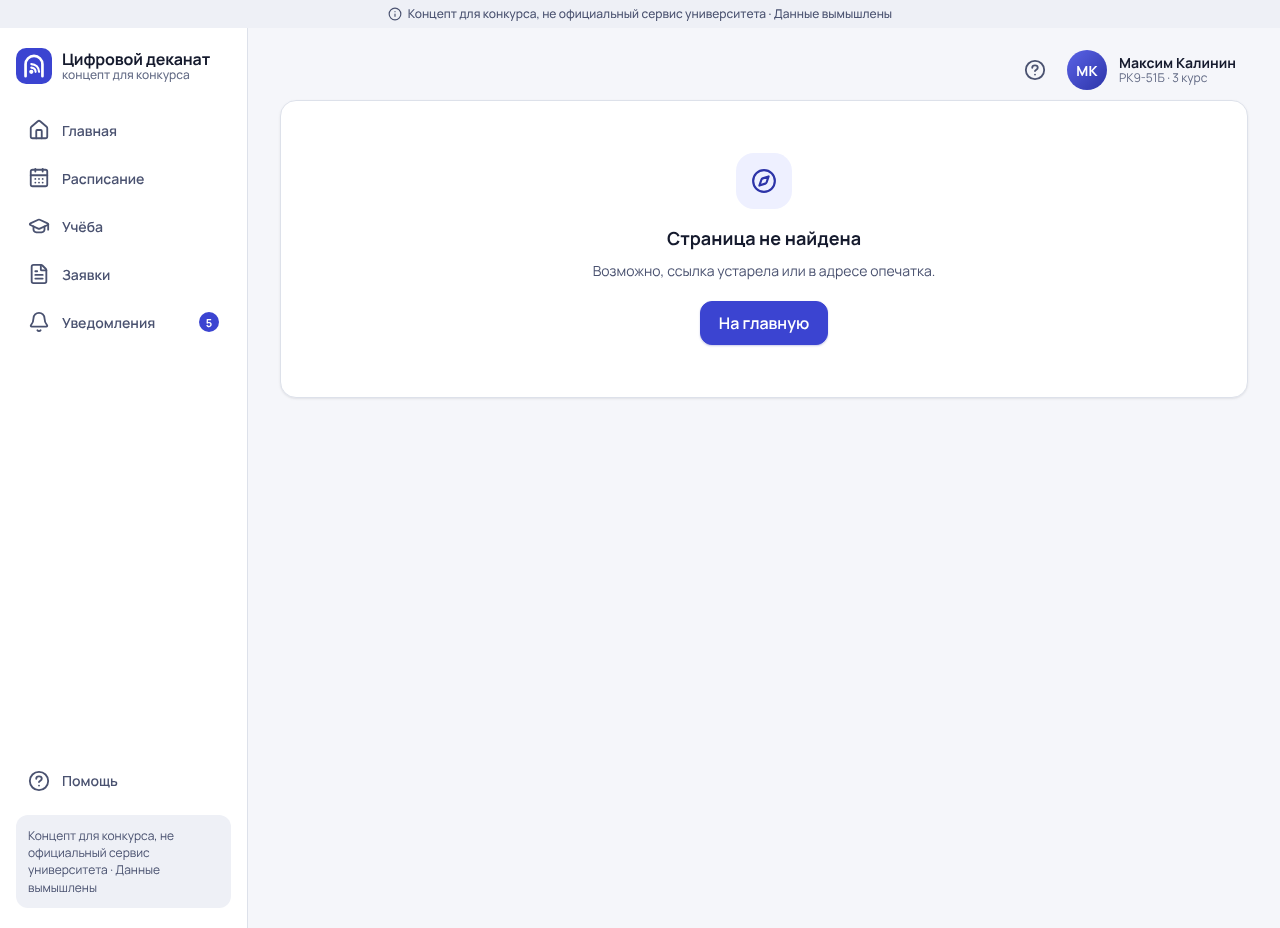 Концепт для конкурса, не официальный сервис университета · Данные вымышлены
Цифровой деканат
концепт для конкурса
Главная
Расписание
Учёба
Заявки
Уведомления 5
Помощь
Концепт для конкурса, не
официальный сервис
университета · Данные
вымышлены
МК
Максим Калинин
РК9-51Б · 3 курс
Страница не найдена
Возможно, ссылка устарела или в адресе опечатка.
На главную